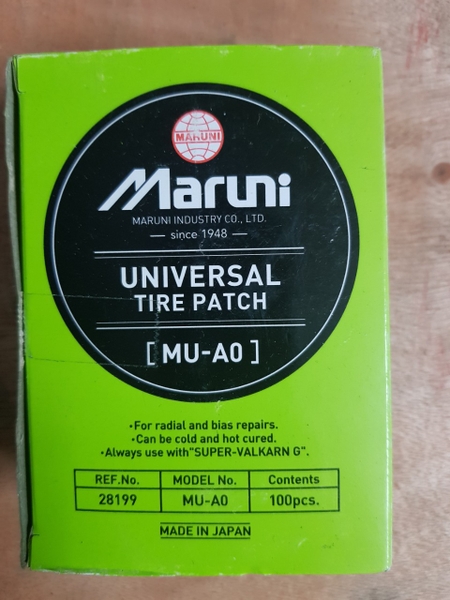 MARUNI
Maruni
MARUNI INDUSTRY CO., LTD.
since 1948
UNIVERSAL
TIRE PATCH
[MU-A0]
•For radial and bias repairs.
•Can be cold and hot cured.
•Always use with"SUPER-VALKARN G".
REF.No. MODEL No. Contents
28199 MU-A0 100pcs.
MADE IN JAPAN